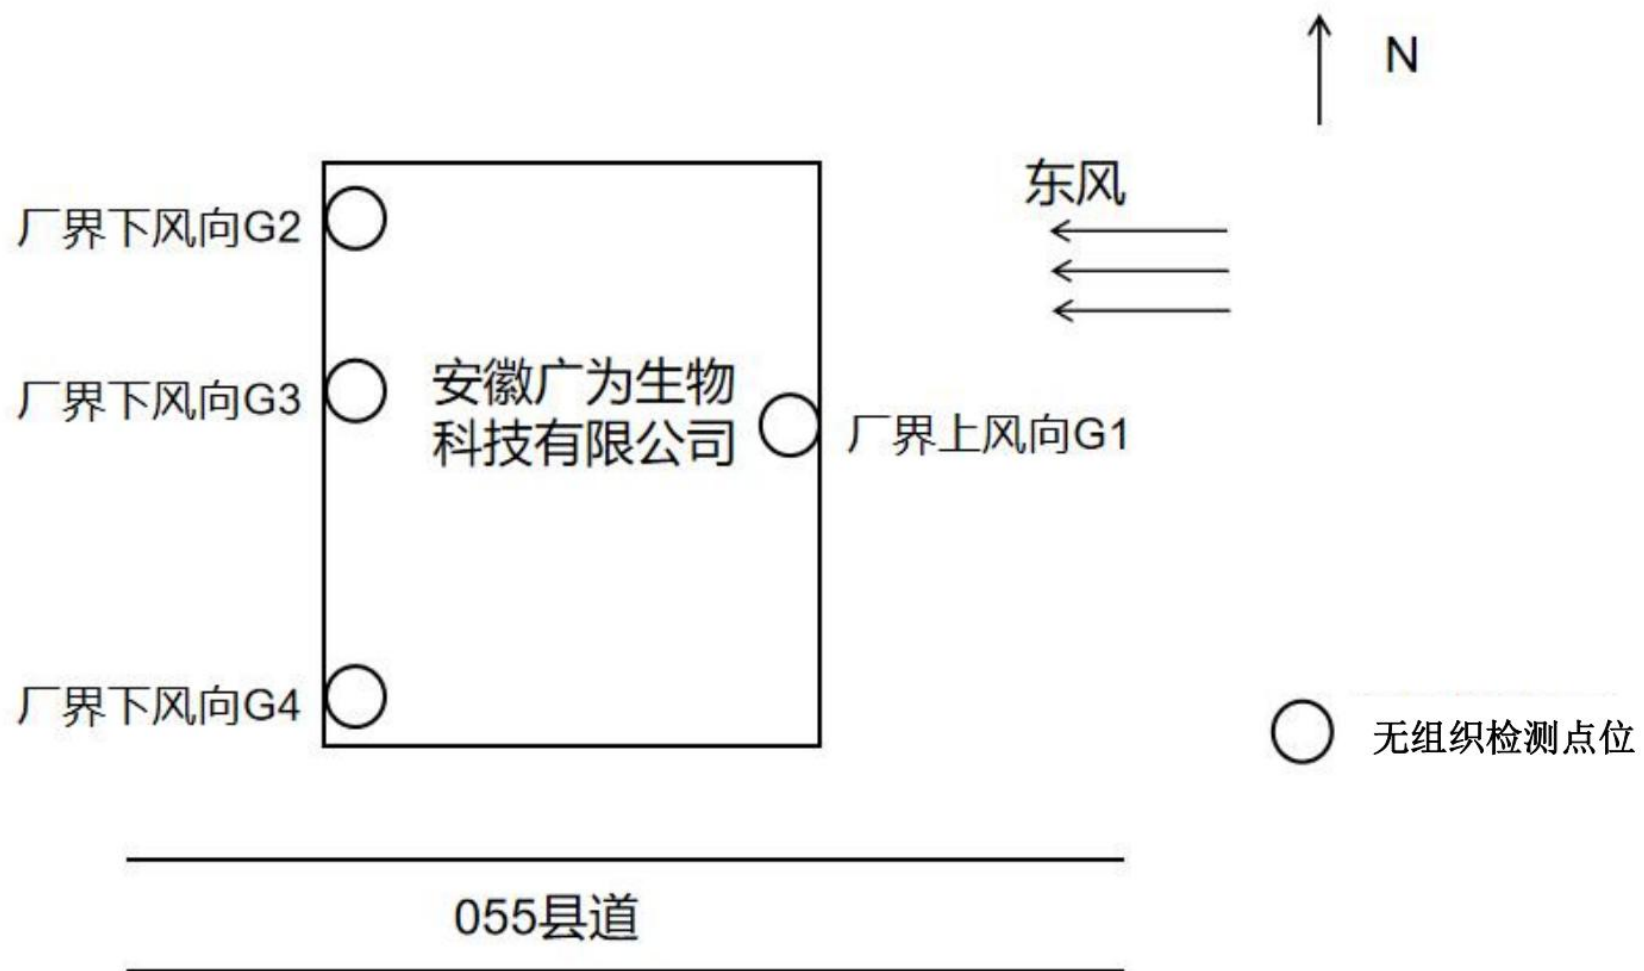 N
东风
厂界下风向G2
厂界下风向G3
安徽广为生物
科技有限公司
厂界上风向G1
厂界下风向G4
无组织检测点位
055县道